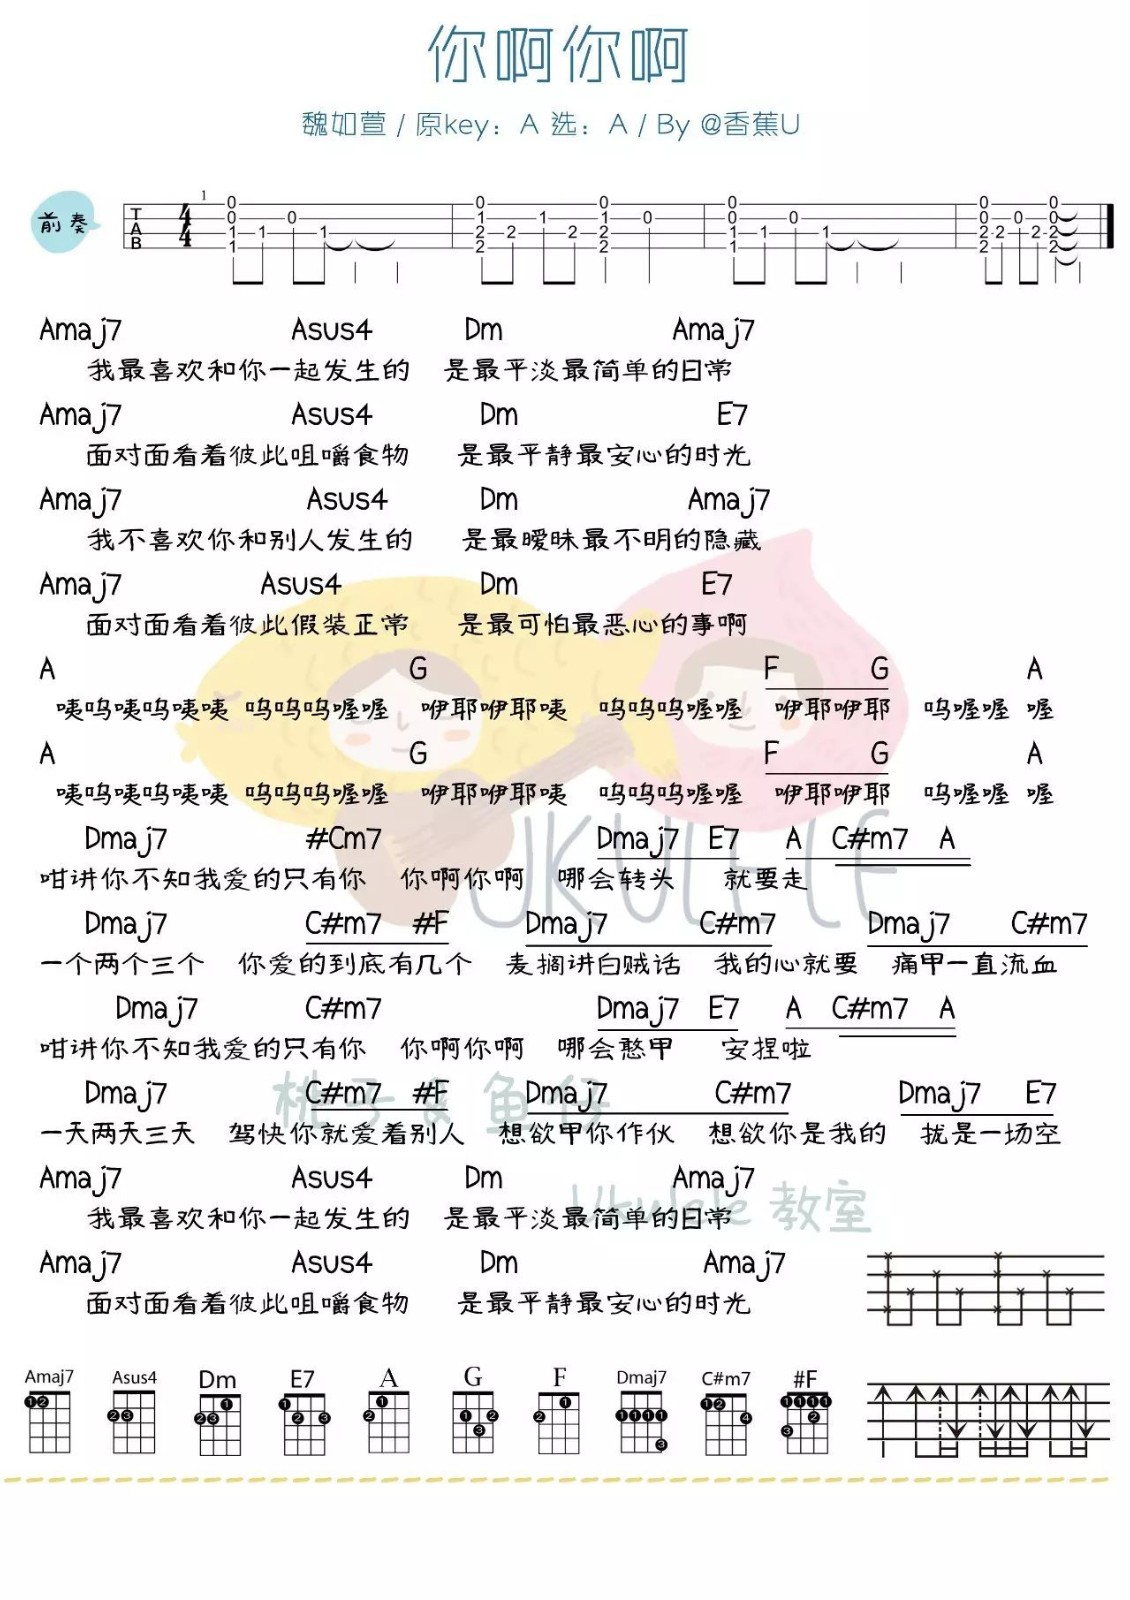 你啊你啊
魏如萱 / 原key：A 选：A / By @香蕉U
前奏
Amaj7 Asus4 Dm Amaj7
我最喜欢和你一起发生的 是最平淡最简单的日常
Amaj7 Asus4 Dm E7
面对面看着彼此咀嚼食物 是最平静最安心的时光
Amaj7 Asus4 Dm Amaj7
我不喜欢你和别人发生的 是最暧昧最不明的隐藏
Amaj7 Asus4 Dm E7
面对面看着彼此假装正常 是最可怕最恶心的事啊
A G F G A
咦呜咦呜咦咦 呜呜呜喔喔 咿耶咿耶咦 呜呜呜喔喔 咿耶咿耶 呜喔喔 喔
A G F G A
咦呜咦呜咦咦 呜呜呜喔喔 咿耶咿耶咦 呜呜呜喔喔 咿耶咿耶 呜喔喔 喔
Dmaj7 #Cm7 Dmaj7 E7 A C#m7 A
咁讲你不知我爱的只有你 你啊你啊 哪会转头 就要走
Dmaj7 C#m7 #F Dmaj7 C#m7 Dmaj7 C#m7
一个两个三个 你爱的到底有几个 麦搁讲白贼话 我的心就要 痛甲一直流血
Dmaj7 C#m7 Dmaj7 E7 A C#m7 A
咁讲你不知我爱的只有你 你啊你啊 哪会憨甲 安捏啦
Dmaj7 C#m7 #F Dmaj7 C#m7 Dmaj7 E7
一天两天三天 驾快你就爱着别人 想欲甲你作伙 想欲你是我的 拢是一场空
Amaj7 Asus4 Dm Amaj7
我最喜欢和你一起发生的 是最平淡最简单的日常
Amaj7 Asus4 Dm Amaj7
面对面看着彼此咀嚼食物 是最平静最安心的时光
UKULELE
桃子 & 鱼仔
Ukulele 教室
Amaj7 Asus4 Dm E7 A G F Dmaj7 C#m7 #F